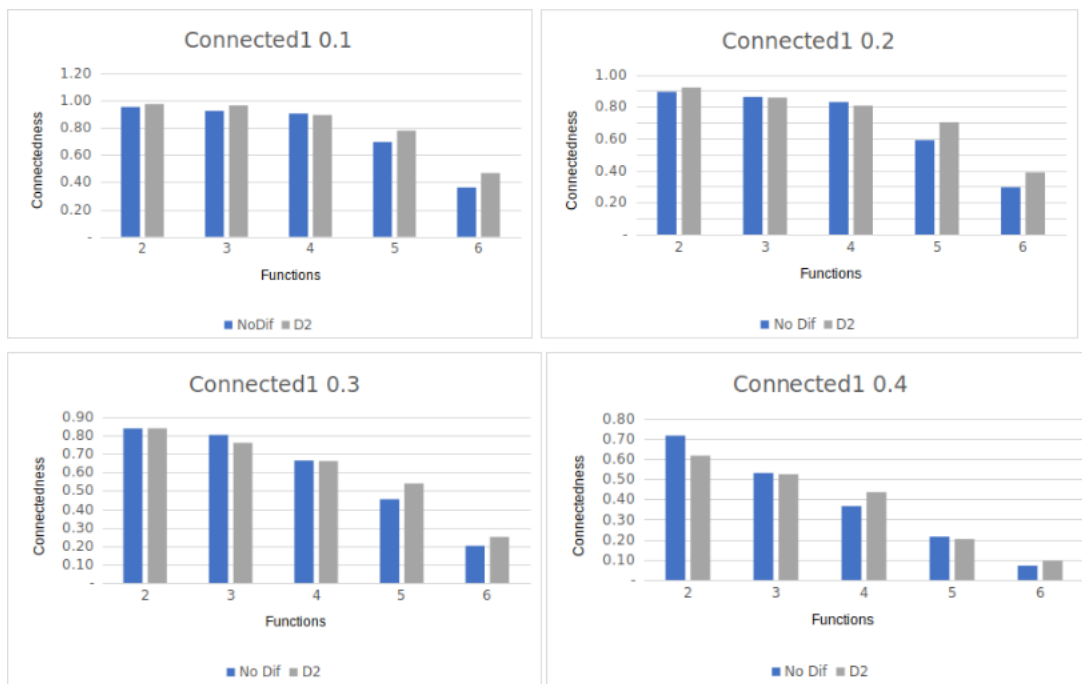 Connected1 0.1
1.20
1.00
0.80
0.60
0.40
0.20
-
Connectedness
2 3 4 5 6
Functions
NoDif D2
Connected1 0.2
1.00
0.80
0.60
0.40
0.20
-
Connectedness
2 3 4 5 6
Functions
No Dif D2
Connected1 0.3
0.90
0.80
0.70
0.60
0.50
0.40
0.30
0.20
0.10
-
Connectedness
2 3 4 5 6
Functions
No Dif D2
Connected1 0.4
0.80
0.70
0.60
0.50
0.40
0.30
0.20
0.10
-
Connectedness
2 3 4 5 6
Functions
No Dif D2